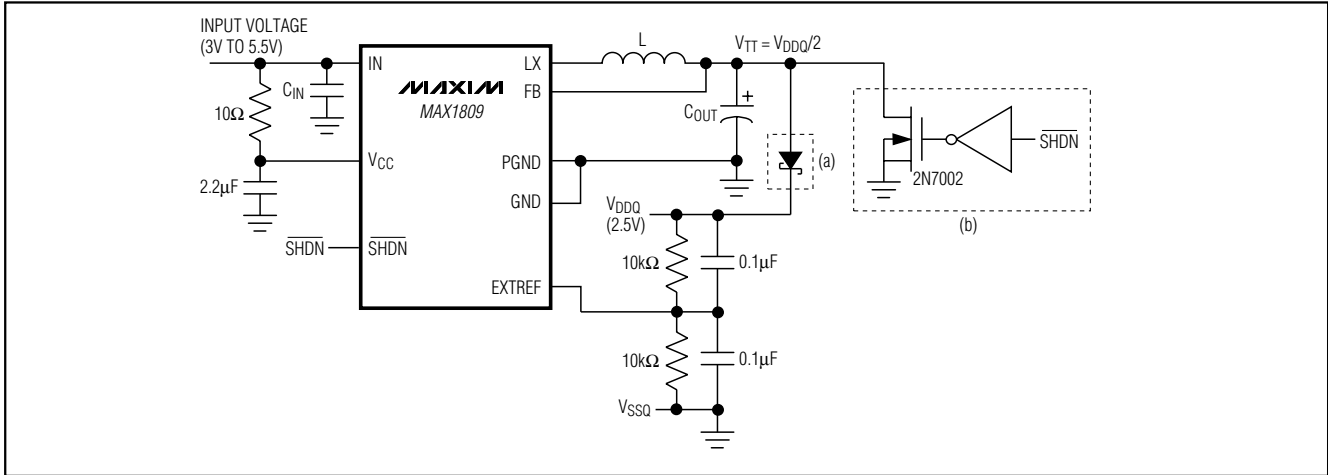 INPUT VOLTAGE
(3V TO 5.5V)
IN
CIN
10Ω
VCC
2.2µF
SHDN
SHDN
MAXIM
MAX1809
LX
FB
PGND
GND
EXTREF
L
VTT = VDDQ/2
COUT
+
(a)
VDDQ
(2.5V)
10kΩ
0.1µF
10kΩ
0.1µF
VSSQ
SHDN
2N7002
(b)